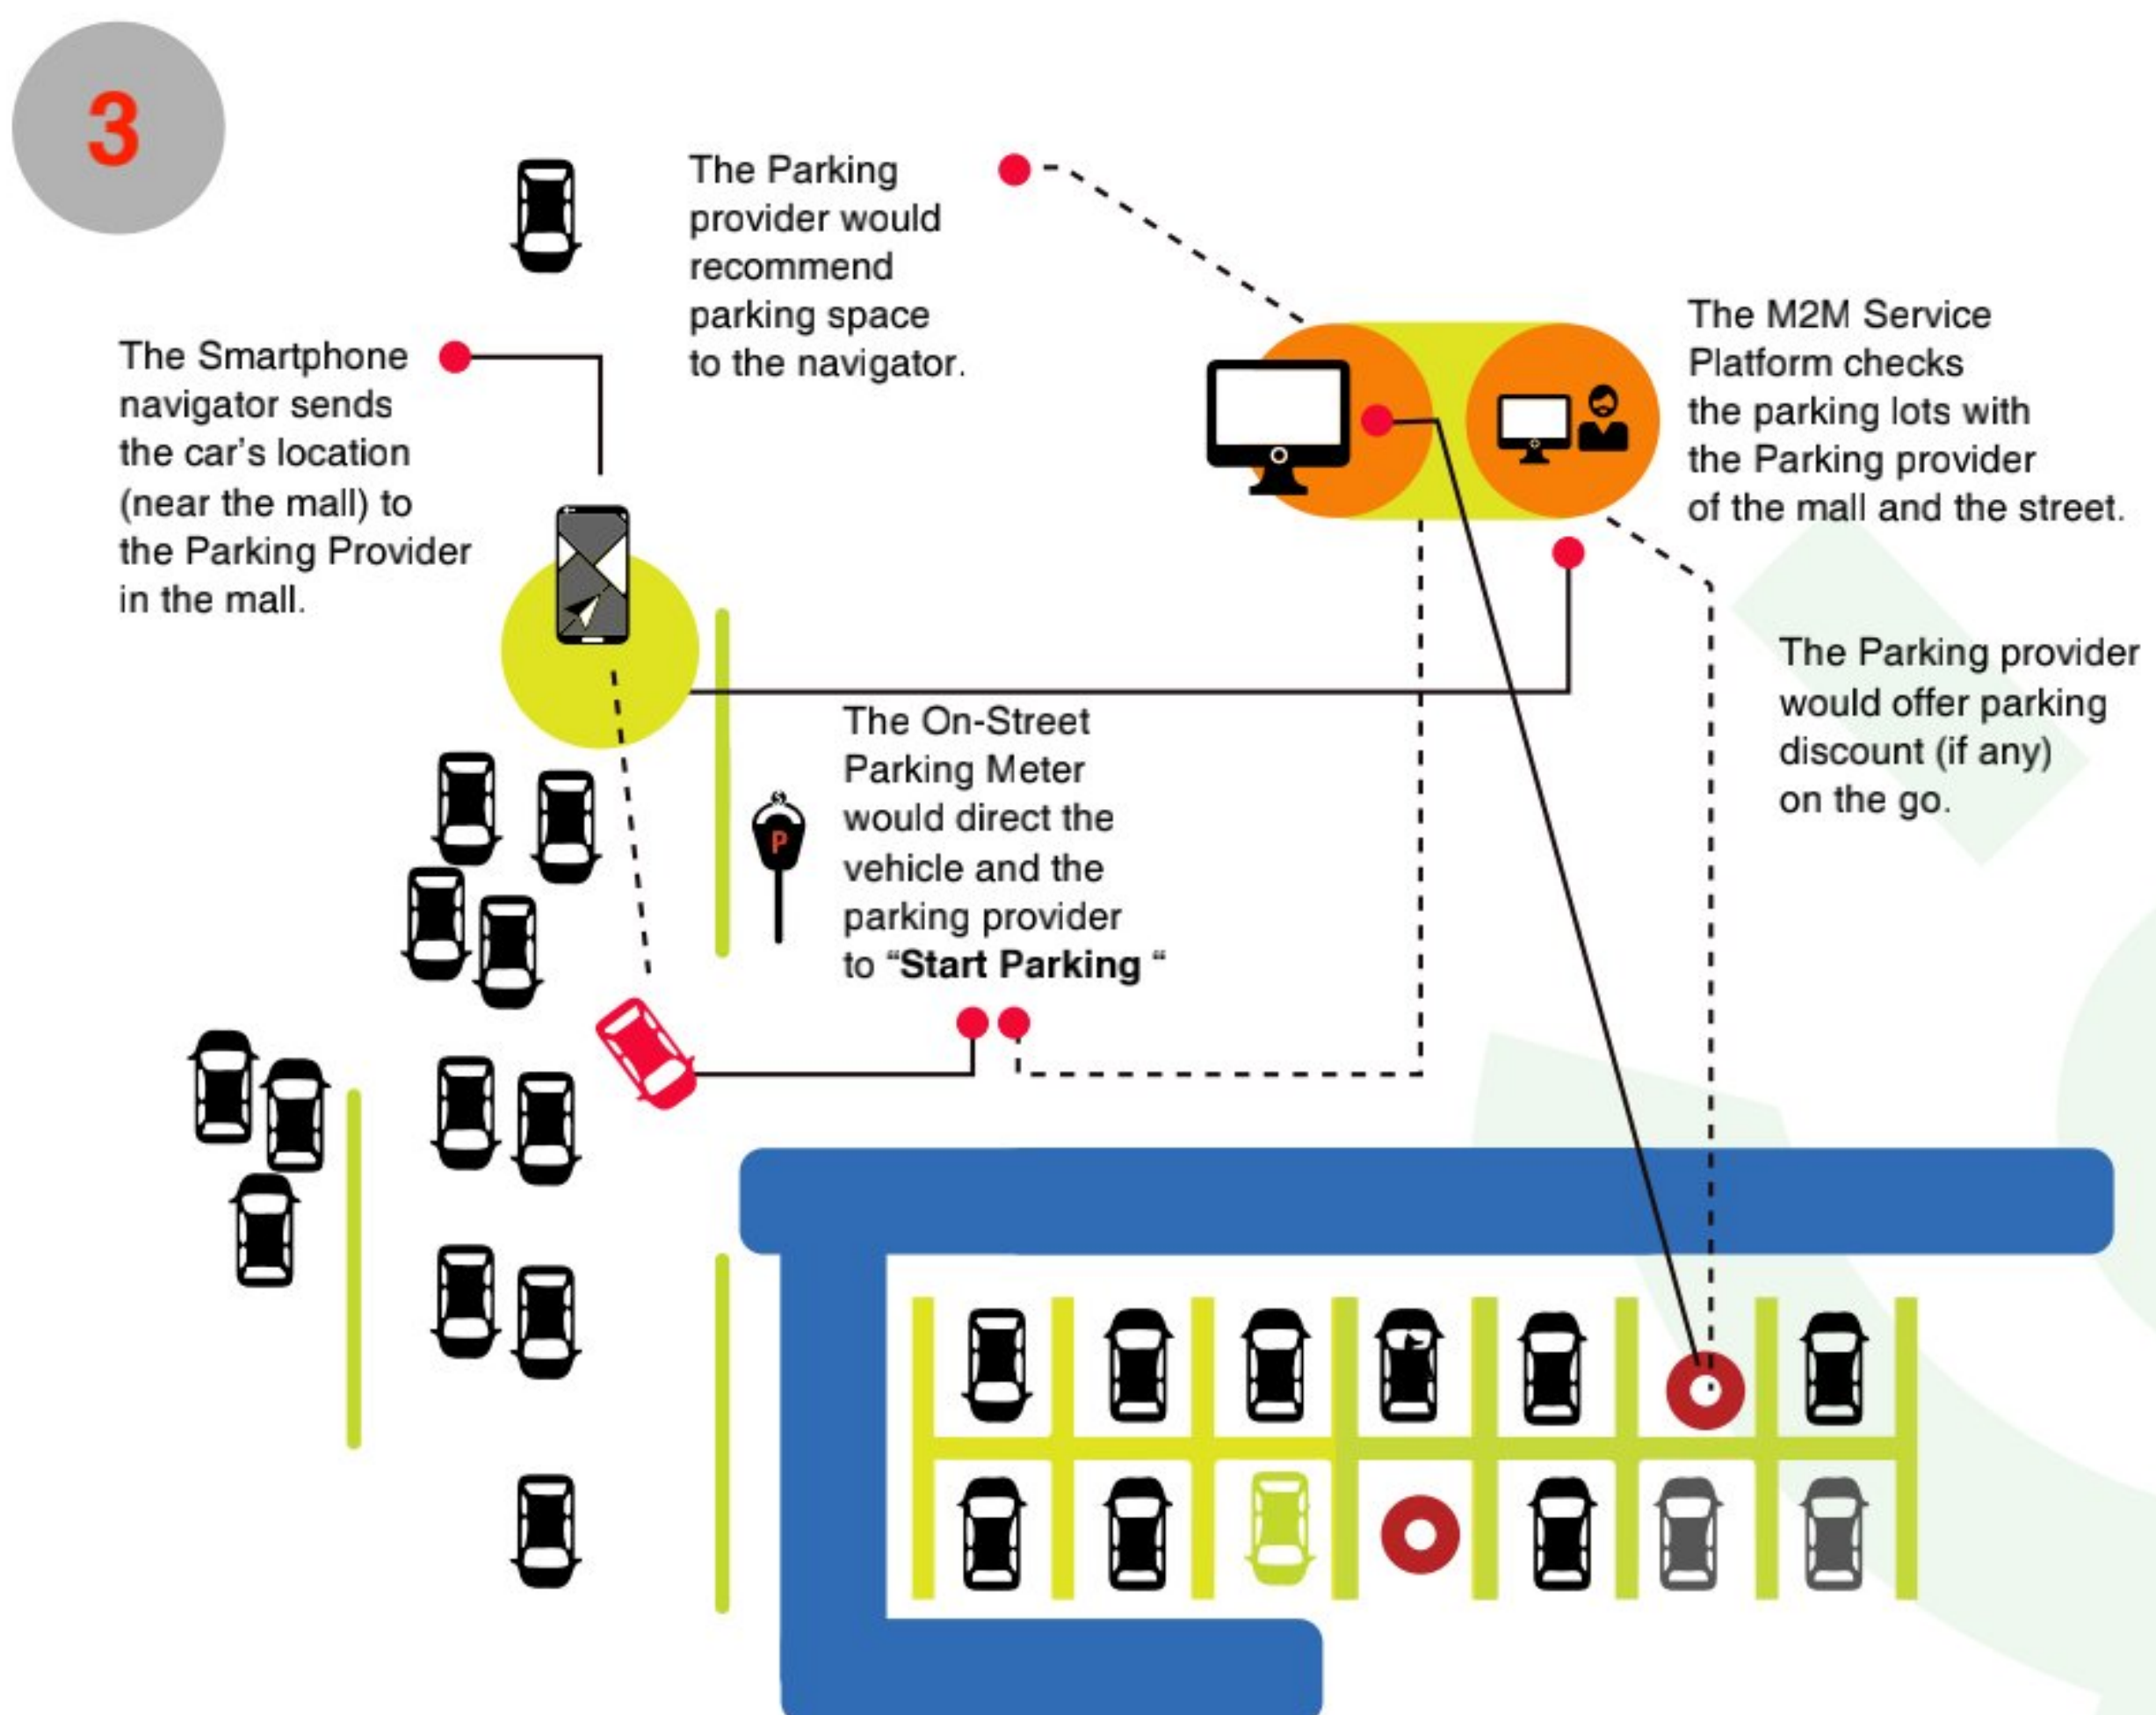 3
The Parking
provider would
recommend
parking space
to the navigator.
The Smartphone
navigator sends
the car's location
(near the mall) to
the Parking Provider
in the mall.
The M2M Service
Platform checks
the parking lots with
the Parking provider
of the mall and the street.
The Parking provider
would offer parking
discount (if any)
on the go.
The On-Street
Parking Meter
would direct the
vehicle and the
parking provider
to “Start Parking “
$
P